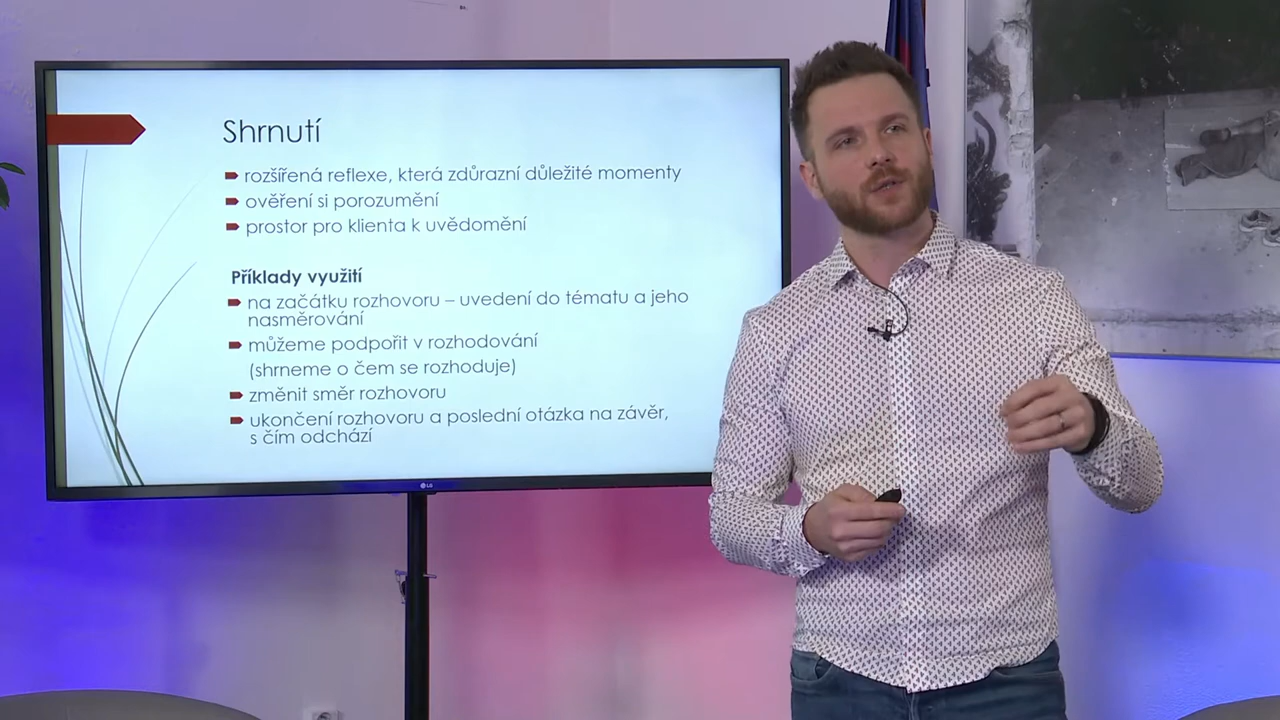 Shrnutí
rozšířená reflexe, která zdůrazní důležité momenty
ověření si porozumění
prostor pro klienta k uvědomění
Příklady využití
na začátku rozhovoru – uvedení do tématu a jeho
nasměrování
můžeme podpořit v rozhodování
(shrneme o čem se rozhoduje)
změnit směr rozhovoru
ukončení rozhovoru a poslední otázka na závěr,
s čím odchází
LG